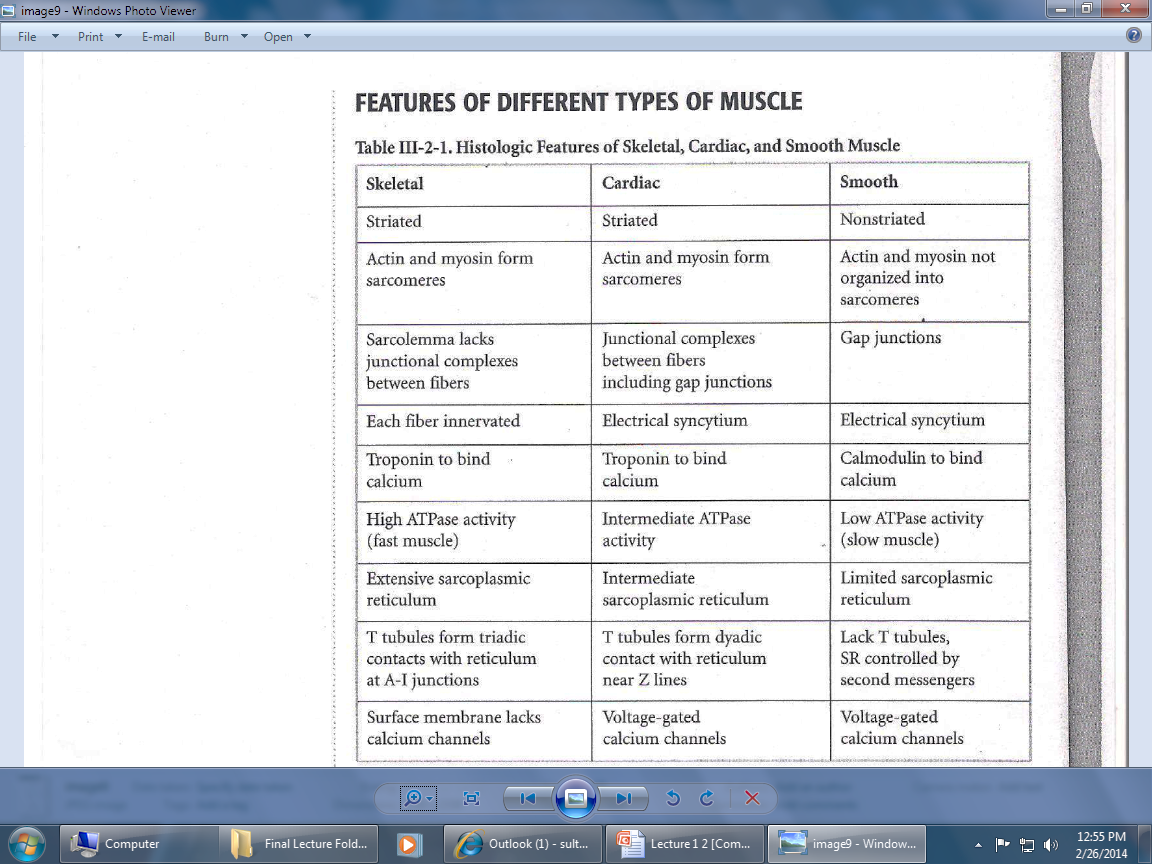 image9 - Windows Photo Viewer
File Print E-mail Burn Open
FEATURES OF DIFFERENT TYPES OF MUSCLE
Table III-2-1. Histologic Features of Skeletal, Cardiac, and Smooth Muscle
Skeletal Cardiac Smooth
Striated Striated Nonstriated
Actin and myosin form Actin and myosin form Actin and myosin not
sarcomeres sarcomeres organized into
sarcomeres
Sarcolemma lacks Junctional complexes Gap junctions
junctional complexes between fibers
between fibers including gap junctions
Each fiber innervated Electrical syncytium Electrical syncytium
Troponin to bind Troponin to bind Calmodulin to bind
calcium calcium calcium
High ATPase activity Intermediate ATPase Low ATPase activity
(fast muscle) activity (slow muscle)
Extensive sarcoplasmic Intermediate Limited sarcoplasmic
reticulum sarcoplasmic reticulum reticulum
T tubules form triadic T tubules form dyadic Lack T tubules,
contacts with reticulum contact with reticulum SR controlled by
at A-I junctions near Z lines second messengers
Surface membrane lacks Voltage-gated Voltage-gated
calcium channels calcium channels calcium channels
Computer Final Lecture Fold... Outlook (1) - sult... Lecture 1 2 [Com... image9 - Window... 12:55 PM
2/26/2014